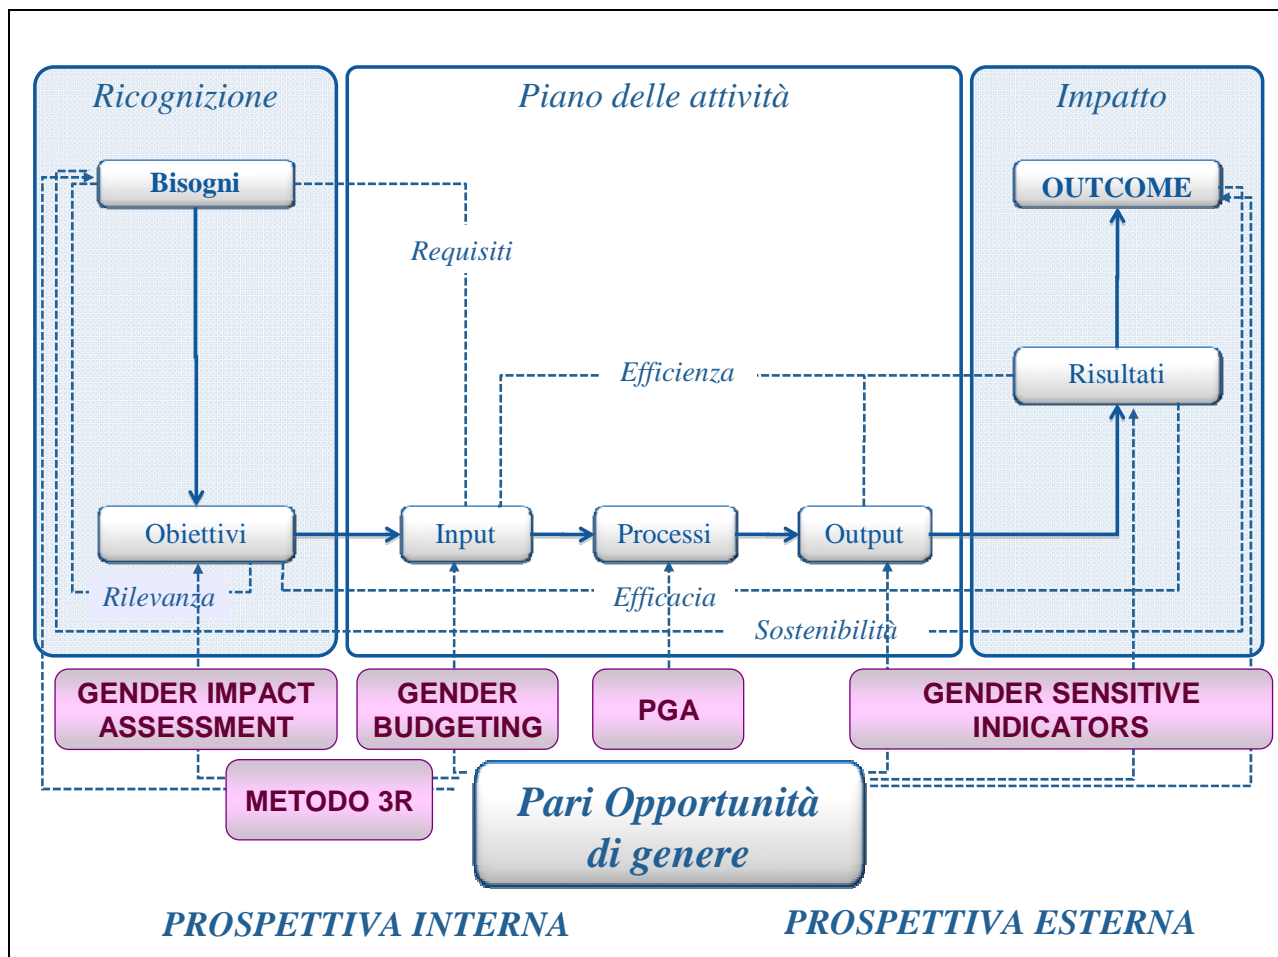 Ricognizione
Piano delle attività
Impatto
Bisogni
OUTCOME
Requisiti
Efficienza
Risultati
Obiettivi
Input
Processi
Output
Rilevanza
Efficacia
Sostenibilità
GENDER IMPACT
ASSESSMENT
GENDER
BUDGETING
PGA
GENDER SENSITIVE
INDICATORS
METODO 3R
Pari Opportunità
di genere
PROSPETTIVA INTERNA
PROSPETTIVA ESTERNA